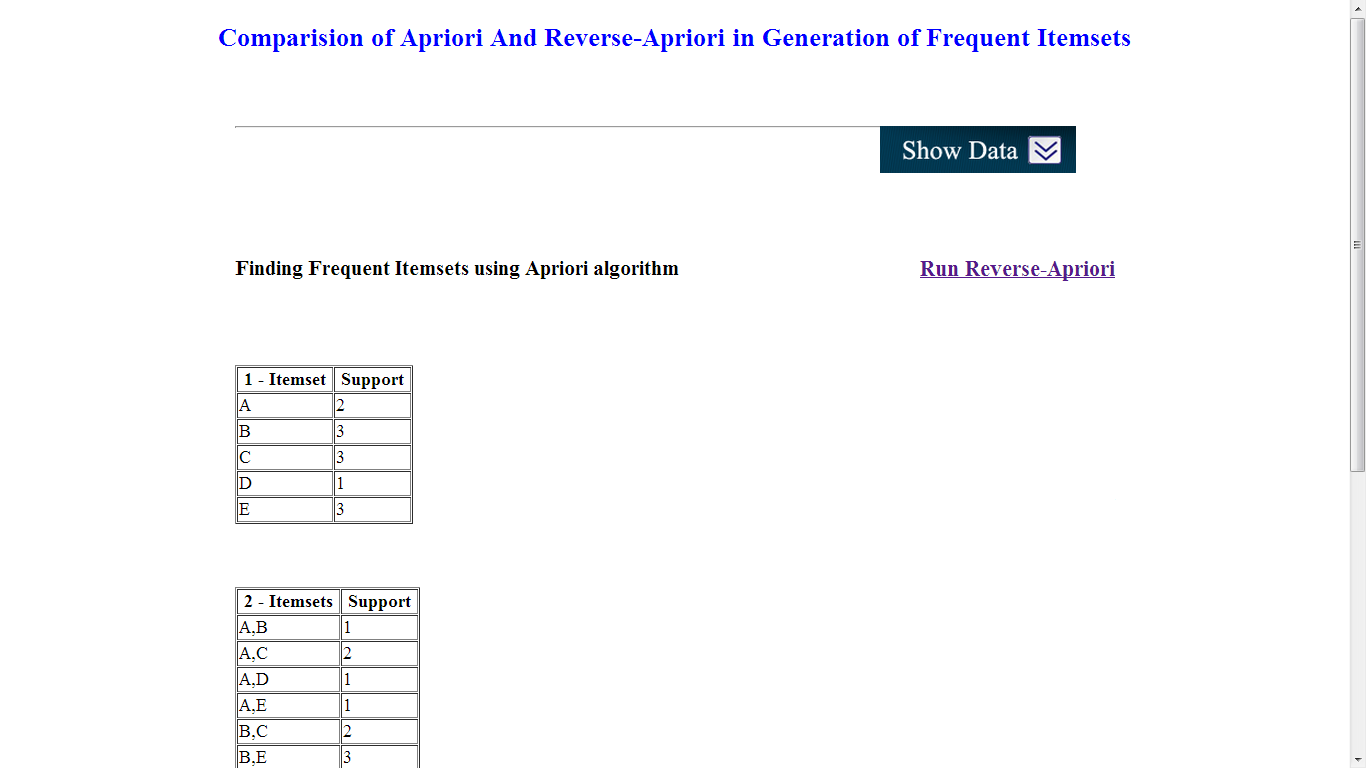 Comparision of Apriori And Reverse-Apriori in Generation of Frequent Itemsets
Show Data
Finding Frequent Itemsets using Apriori algorithm
Run Reverse-Apriori
1 - Itemset Support
A 2
B 3
C 3
D 1
E 3
2 - Itemsets Support
A,B 1
A,C 2
A,D 1
A,E 1
B,C 2
B,E 3